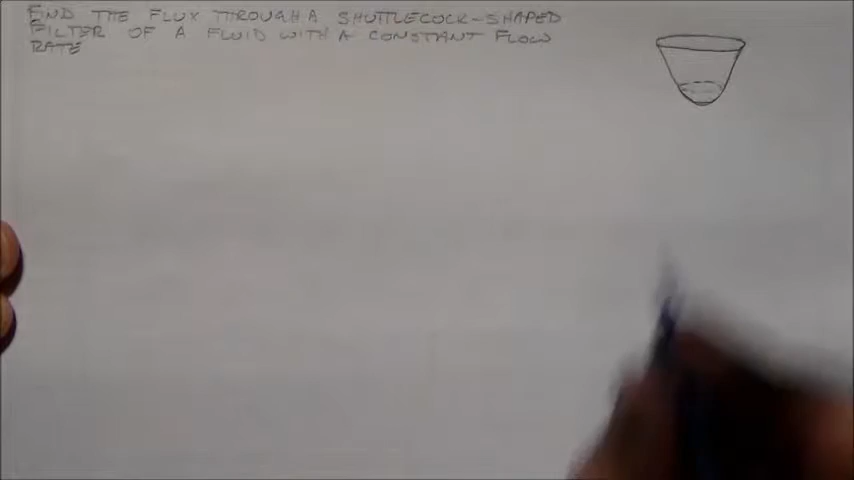 FIND THE FLUX THROUGH A SHUTTLECOCK-SHAPED
FILTER OF A FLUID WITH A CONSTANT FLOW
RATE